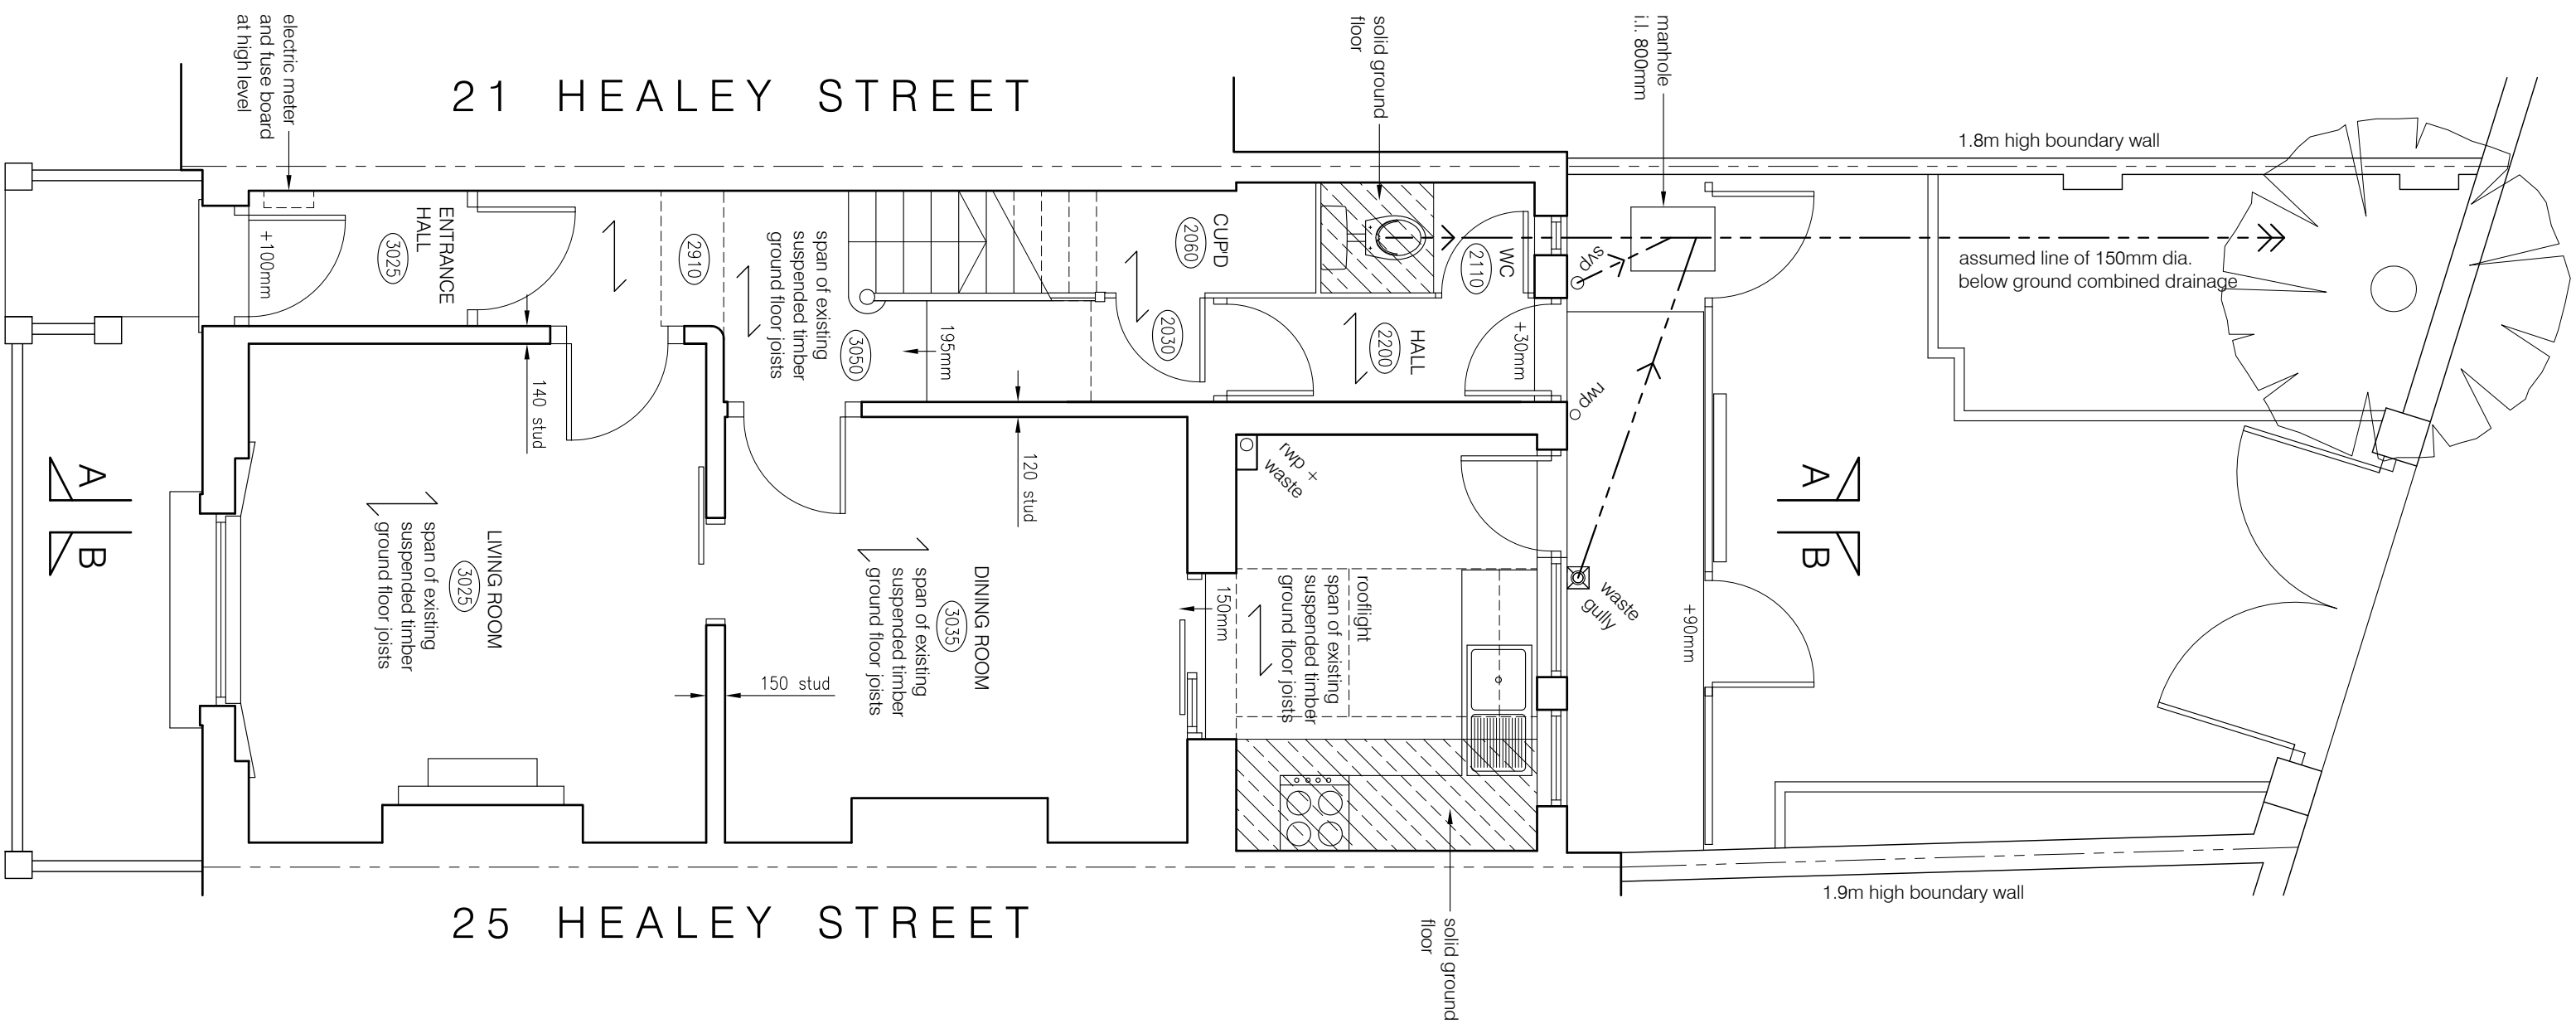 21 HEALEY STREET
electric meter
and fuse board
at high level
solid ground
floor
manhole
i.l. 800mm
1.8m high boundary wall
+100mm
ENTRANCE
HALL
3025
2910
span of existing
suspended timber
ground floor joists
3050
195mm
CUP'D
2060
2030
WC
2110
HALL
2200
+30mm
svp
rwp
assumed line of 150mm dia.
below ground combined drainage
140 stud
120 stud
rwp +
waste
A
B
A
B
LIVING ROOM
3025
span of existing
suspended timber
ground floor joists
150 stud
DINING ROOM
3035
span of existing
suspended timber
ground floor joists
150mm
rooflight
span of existing
suspended timber
ground floor joists
waste
gully
+90mm
1.9m high boundary wall
solid ground
floor
25 HEALEY STREET